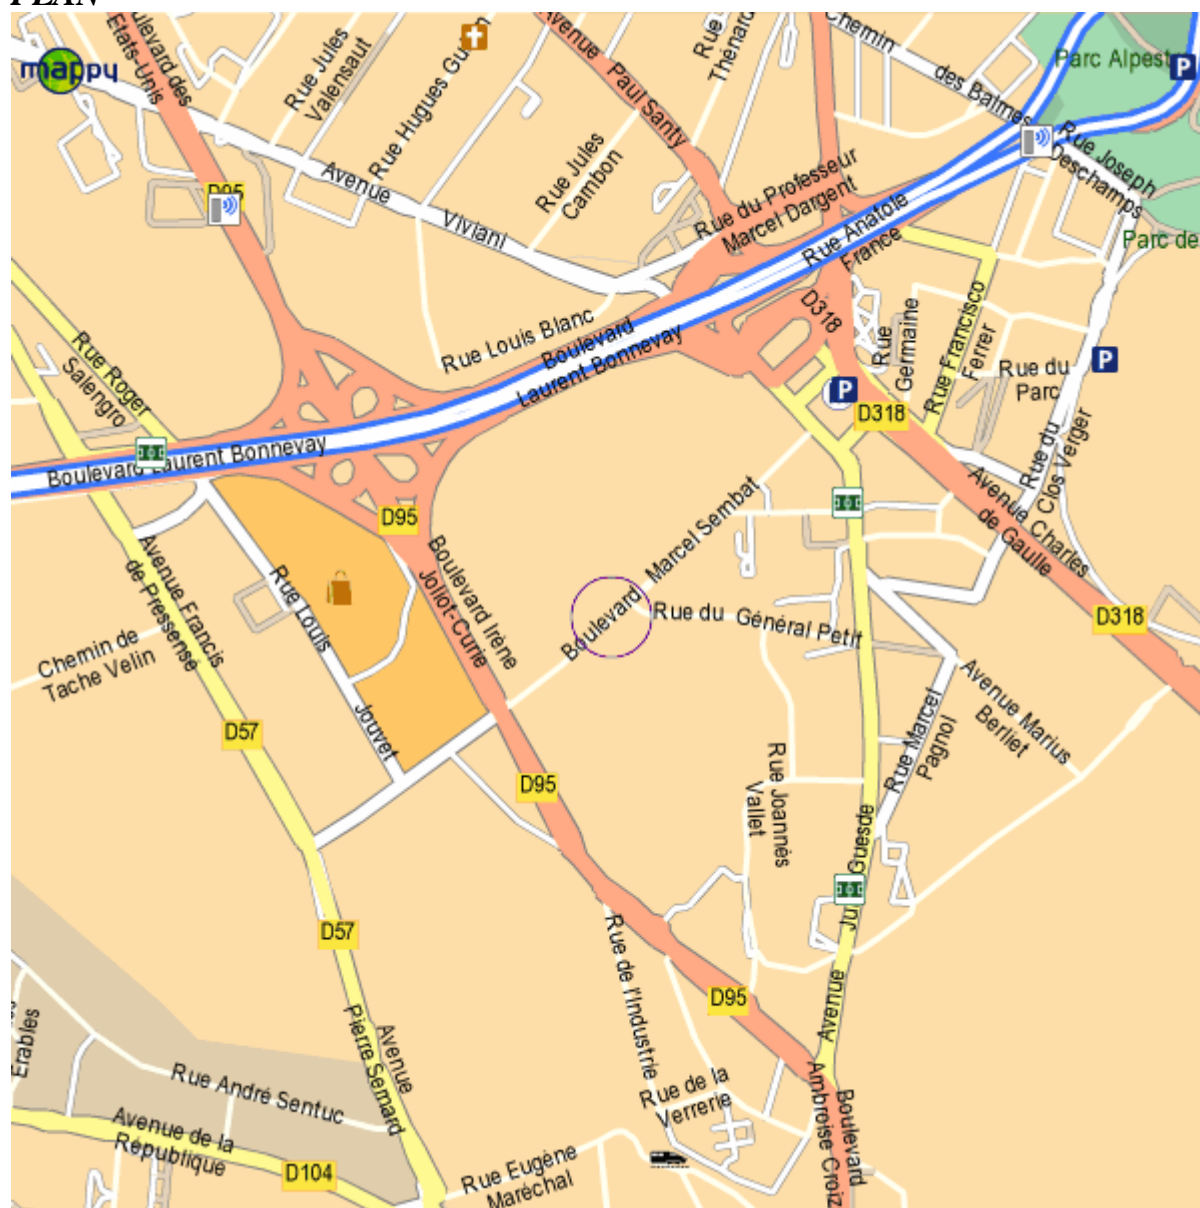 PLAN
mappy
Boulevard des
Etats-Unis
Rue Jules
Valensaut
Rue Hugues Gu
Avenue Paul Santy
Rue
Thénard
Chemin
des Balmes
Parc Alpest
P
Rue Joseph
Deschamps
Parc de
Avenue
Viviani
Rue Jules
Cambon
Rue du Professeur
Marcel Dargent
Rue Anatole
France
D95
D318
Rue Louis Blanc
Boulevard
Laurent Bonnevay
Rue
Germaine
Rue Francisco
Ferrer
Rue du
Parc
P
Rue du
Clos Verger
P
D318
Rue Roger
Salengro
Boulevard Laurent Bonnevay
D95
Avenue Charles
de Gaulle
Boulevard Marcel Sembat
Rue du Général Petit
Boulevard Irène
Joliot-Curie
Avenue Francis
de Pressensé
Rue Louis
Jouvet
Chemin de
Tache Velin
D318
Avenue Marius
Berliet
Rue Marcel
Pagnol
D57
D95
Rue Joannès
Vallet
Avenue Ju Guesde
D57
Rue de l'Industrie
D95
Erables
Rue André Sentuc
Avenue
Pierre Semard
Rue de la
Verrerie
Boulevard
Ambroise Croiz
Avenue de la
République
D104
Rue Eugène
Maréchal